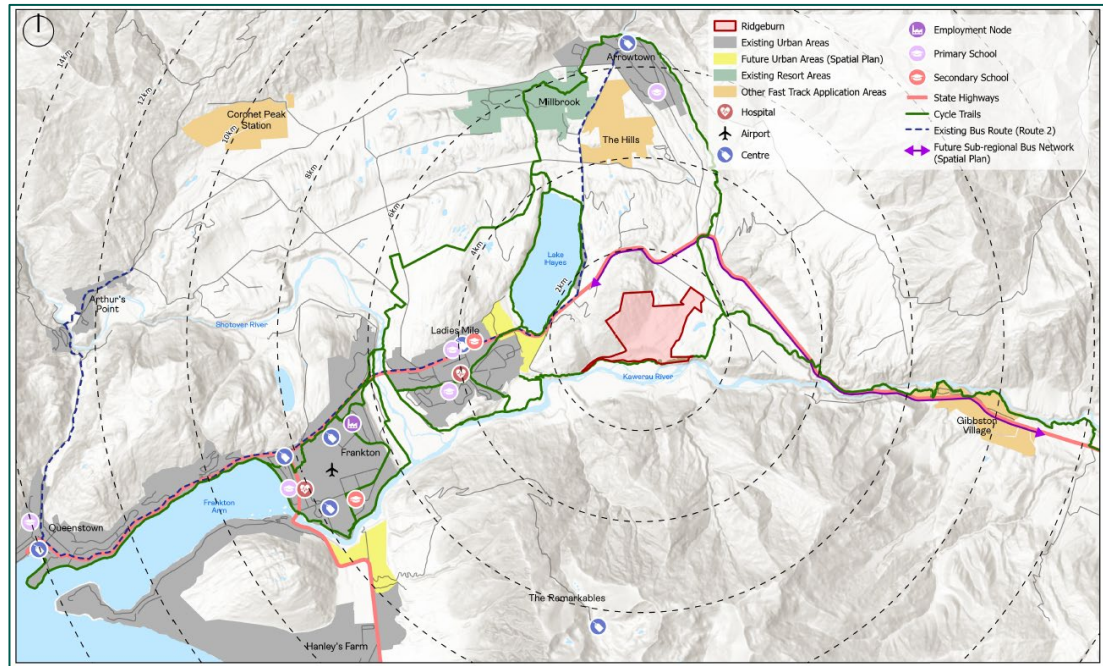 14km
12km
10km
8km
6km
4km
2km
Ridgeburn
Existing Urban Areas
Future Urban Areas (Spatial Plan)
Existing Resort Areas
Other Fast Track Application Areas
Hospital
Airport
Centre
Employment Node
Primary School
Secondary School
State Highways
Cycle Trails
Existing Bus Route (Route 2)
Future Sub-regional Bus Network
(Spatial Plan)
Arrowtown
Millbrook
The Hills
Coronet Peak
Station
Lake
Hayes
Arthur's
Point
Shotover River
Ladies Mile
Kawarau River
Gibbston
Village
Frankton
Frankton
Arm
Queenstown
The Remarkables
Hanley's Farm